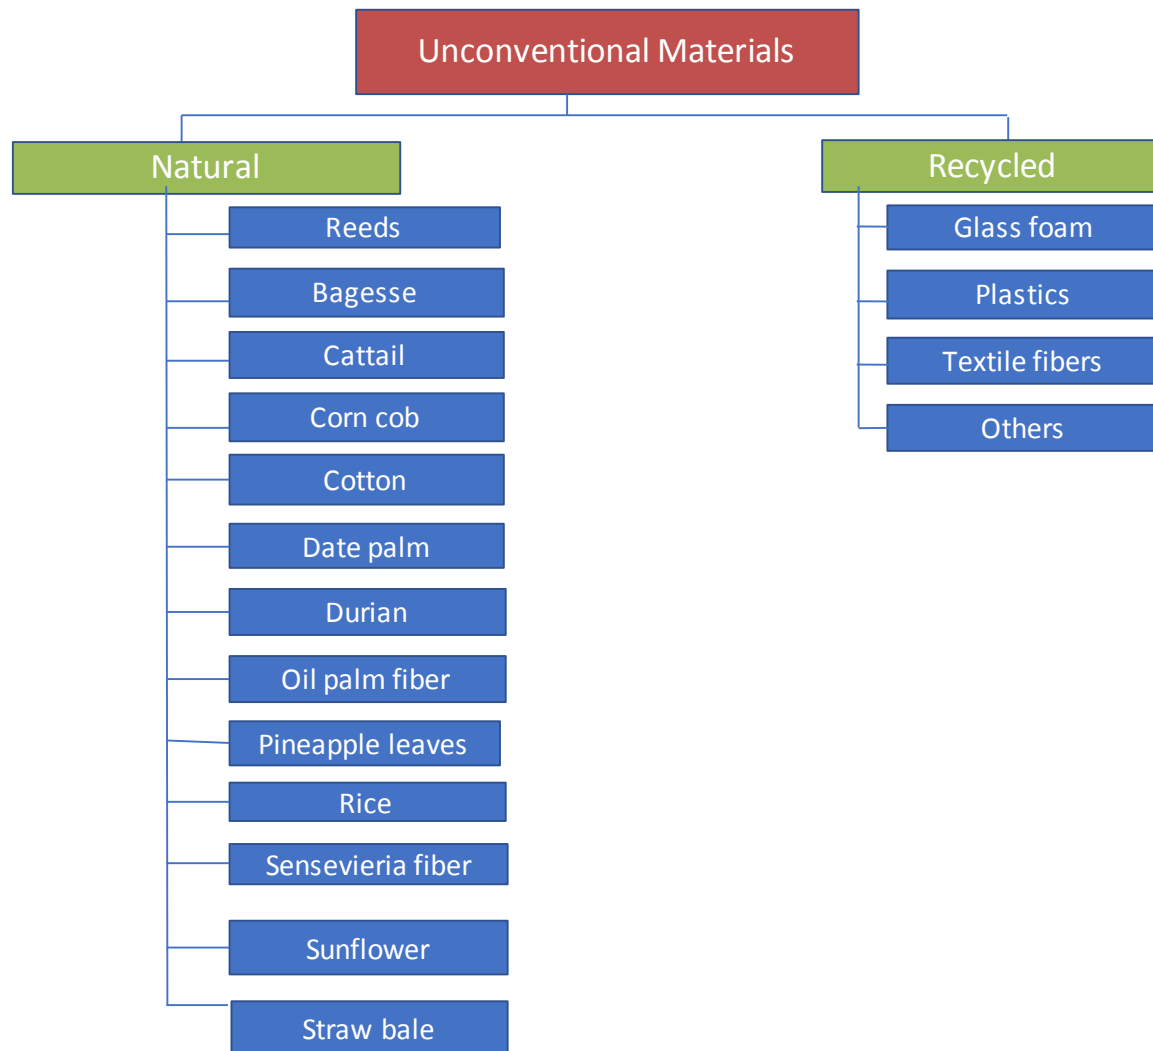 Unconventional Materials
Natural
Reeds
Bagesse
Cattail
Corn cob
Cotton
Date palm
Durian
Oil palm fiber
Pineapple leaves
Rice
Sensevieria fiber
Sunflower
Straw bale
Recycled
Glass foam
Plastics
Textile fibers
Others